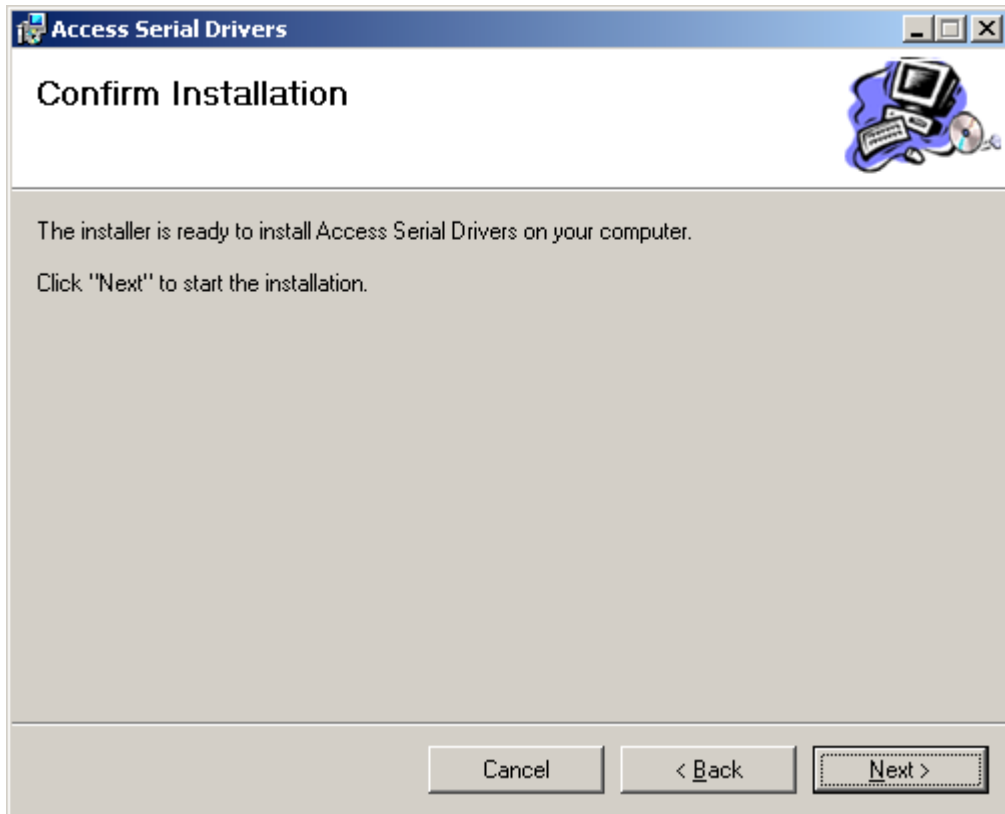 Access Serial Drivers
Confirm Installation
The installer is ready to install Access Serial Drivers on your computer.
Click "Next" to start the installation.
Cancel
< Back
Next >